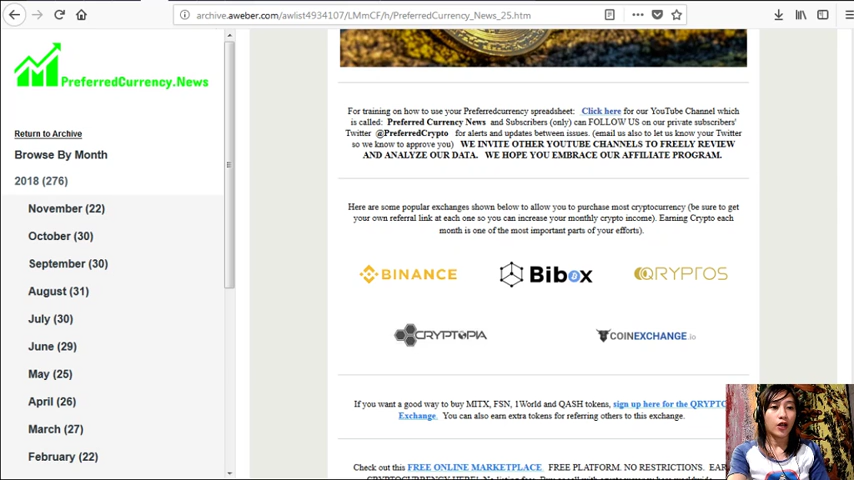 archive.aweber.com/awlist4934107/LMmCF/h/PreferredCurrency_News_25.htm
PreferredCurrency.News
Return to Archive
Browse By Month
2018 (276)
November (22)
October (30)
September (30)
August (31)
July (30)
June (29)
May (25)
April (26)
March (27)
February (22)
For training on how to use your Preferredcurrency spreadsheet: Click here for our YouTube Channel which
is called: Preferred Currency News and Subscribers (only) can FOLLOW US on our private subscribers'
Twitter @PreferredCrypto for alerts and updates between issues. (email us also to let us know your Twitter
so we know to approve you) WE INVITE OTHER YOUTUBE CHANNELS TO FREELY REVIEW
AND ANALYZE OUR DATA. WE HOPE YOU EMBRACE OUR AFFILIATE PROGRAM.
Here are some popular exchanges shown below to allow you to purchase most cryptocurrency (be sure to get
your own referral link at each one so you can increase your monthly crypto income). Earning Crypto each
month is one of the most important parts of your efforts).
BINANCE Bibox QRYPTOS
CRYPTOPIA COINEXCHANGE.io
If you want a good way to buy MITX, FSN, 1World and QASH tokens, sign up here for the QRYPTO
Exchange. You can also earn extra tokens for referring others to this exchange.
Check out this FREE ONLINE MARKETPLACE FREE PLATFORM. NO RESTRICTIONS.